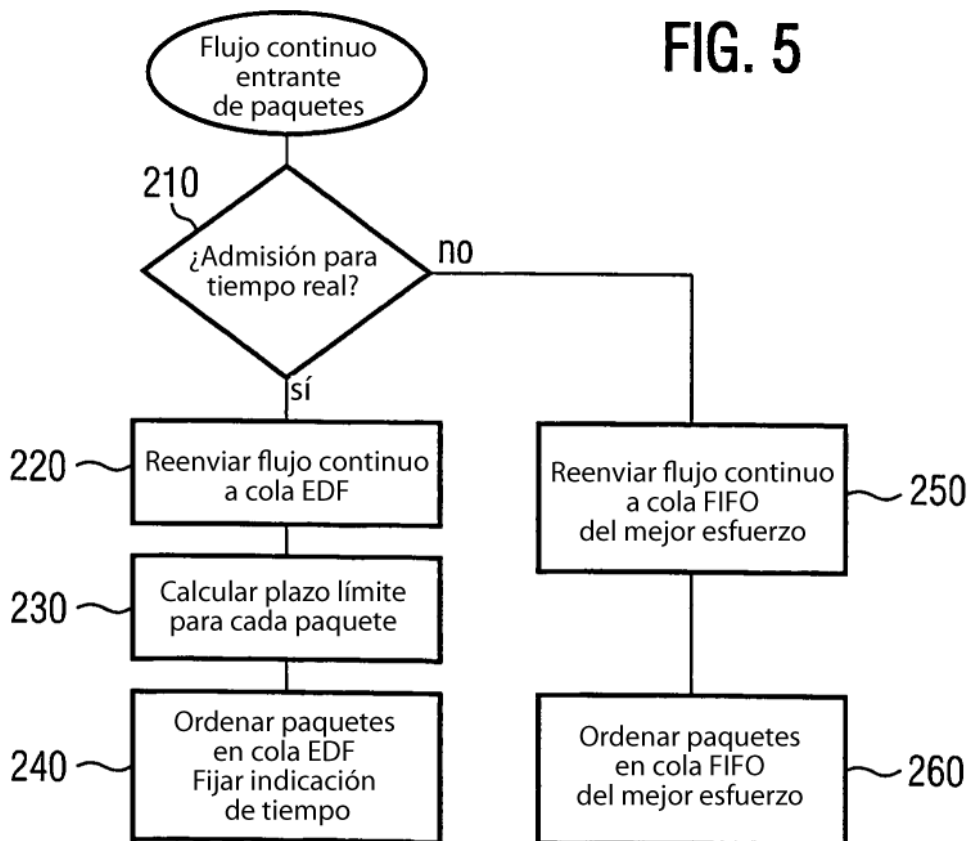 FIG. 5
Flujo continuo
entrante
de paquetes
210
¿Admisión para
tiempo real?
no
sí
220
Reenviar flujo continuo
a cola EDF
230
Calcular plazo límite
para cada paquete
240
Ordenar paquetes
en cola EDF
Fijar indicación
de tiempo
Reenviar flujo continuo
a cola FIFO
del mejor esfuerzo
250
Ordenar paquetes
en cola FIFO
del mejor esfuerzo
260